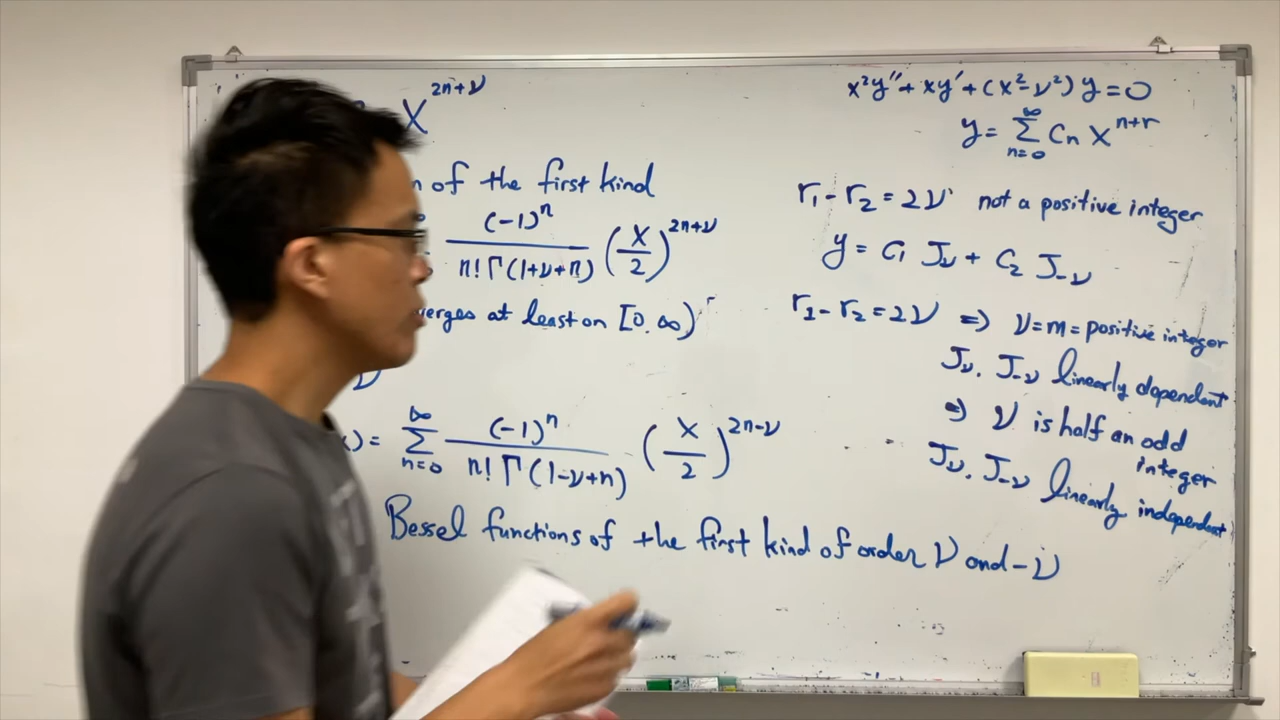 X^{2n+ν}
n of the first kind
(-1)^n / n! Γ(1+ν+n) (X/2)^{2n+ν}
erges at least on [0, ∞)
ν
x) = ∑_{n=0}^{∞} (-1)^n / n! Γ(1-ν+n) (X/2)^{2n-ν}
Bessel functions of the first kind of order ν and -ν
x²y″ + xy′ + (x²-ν²) y = 0
y = ∑_{n=0}^{∞} Cn X^{n+r}
r₁ - r₂ = 2ν not a positive integer
y = C₁ Jν + C₂ J-ν
r₁ - r₂ = 2ν ⇒ ν = m = positive integer
Jν, J-ν linearly dependent
⇒ ν is half an odd
integer
Jν, J-ν linearly independent